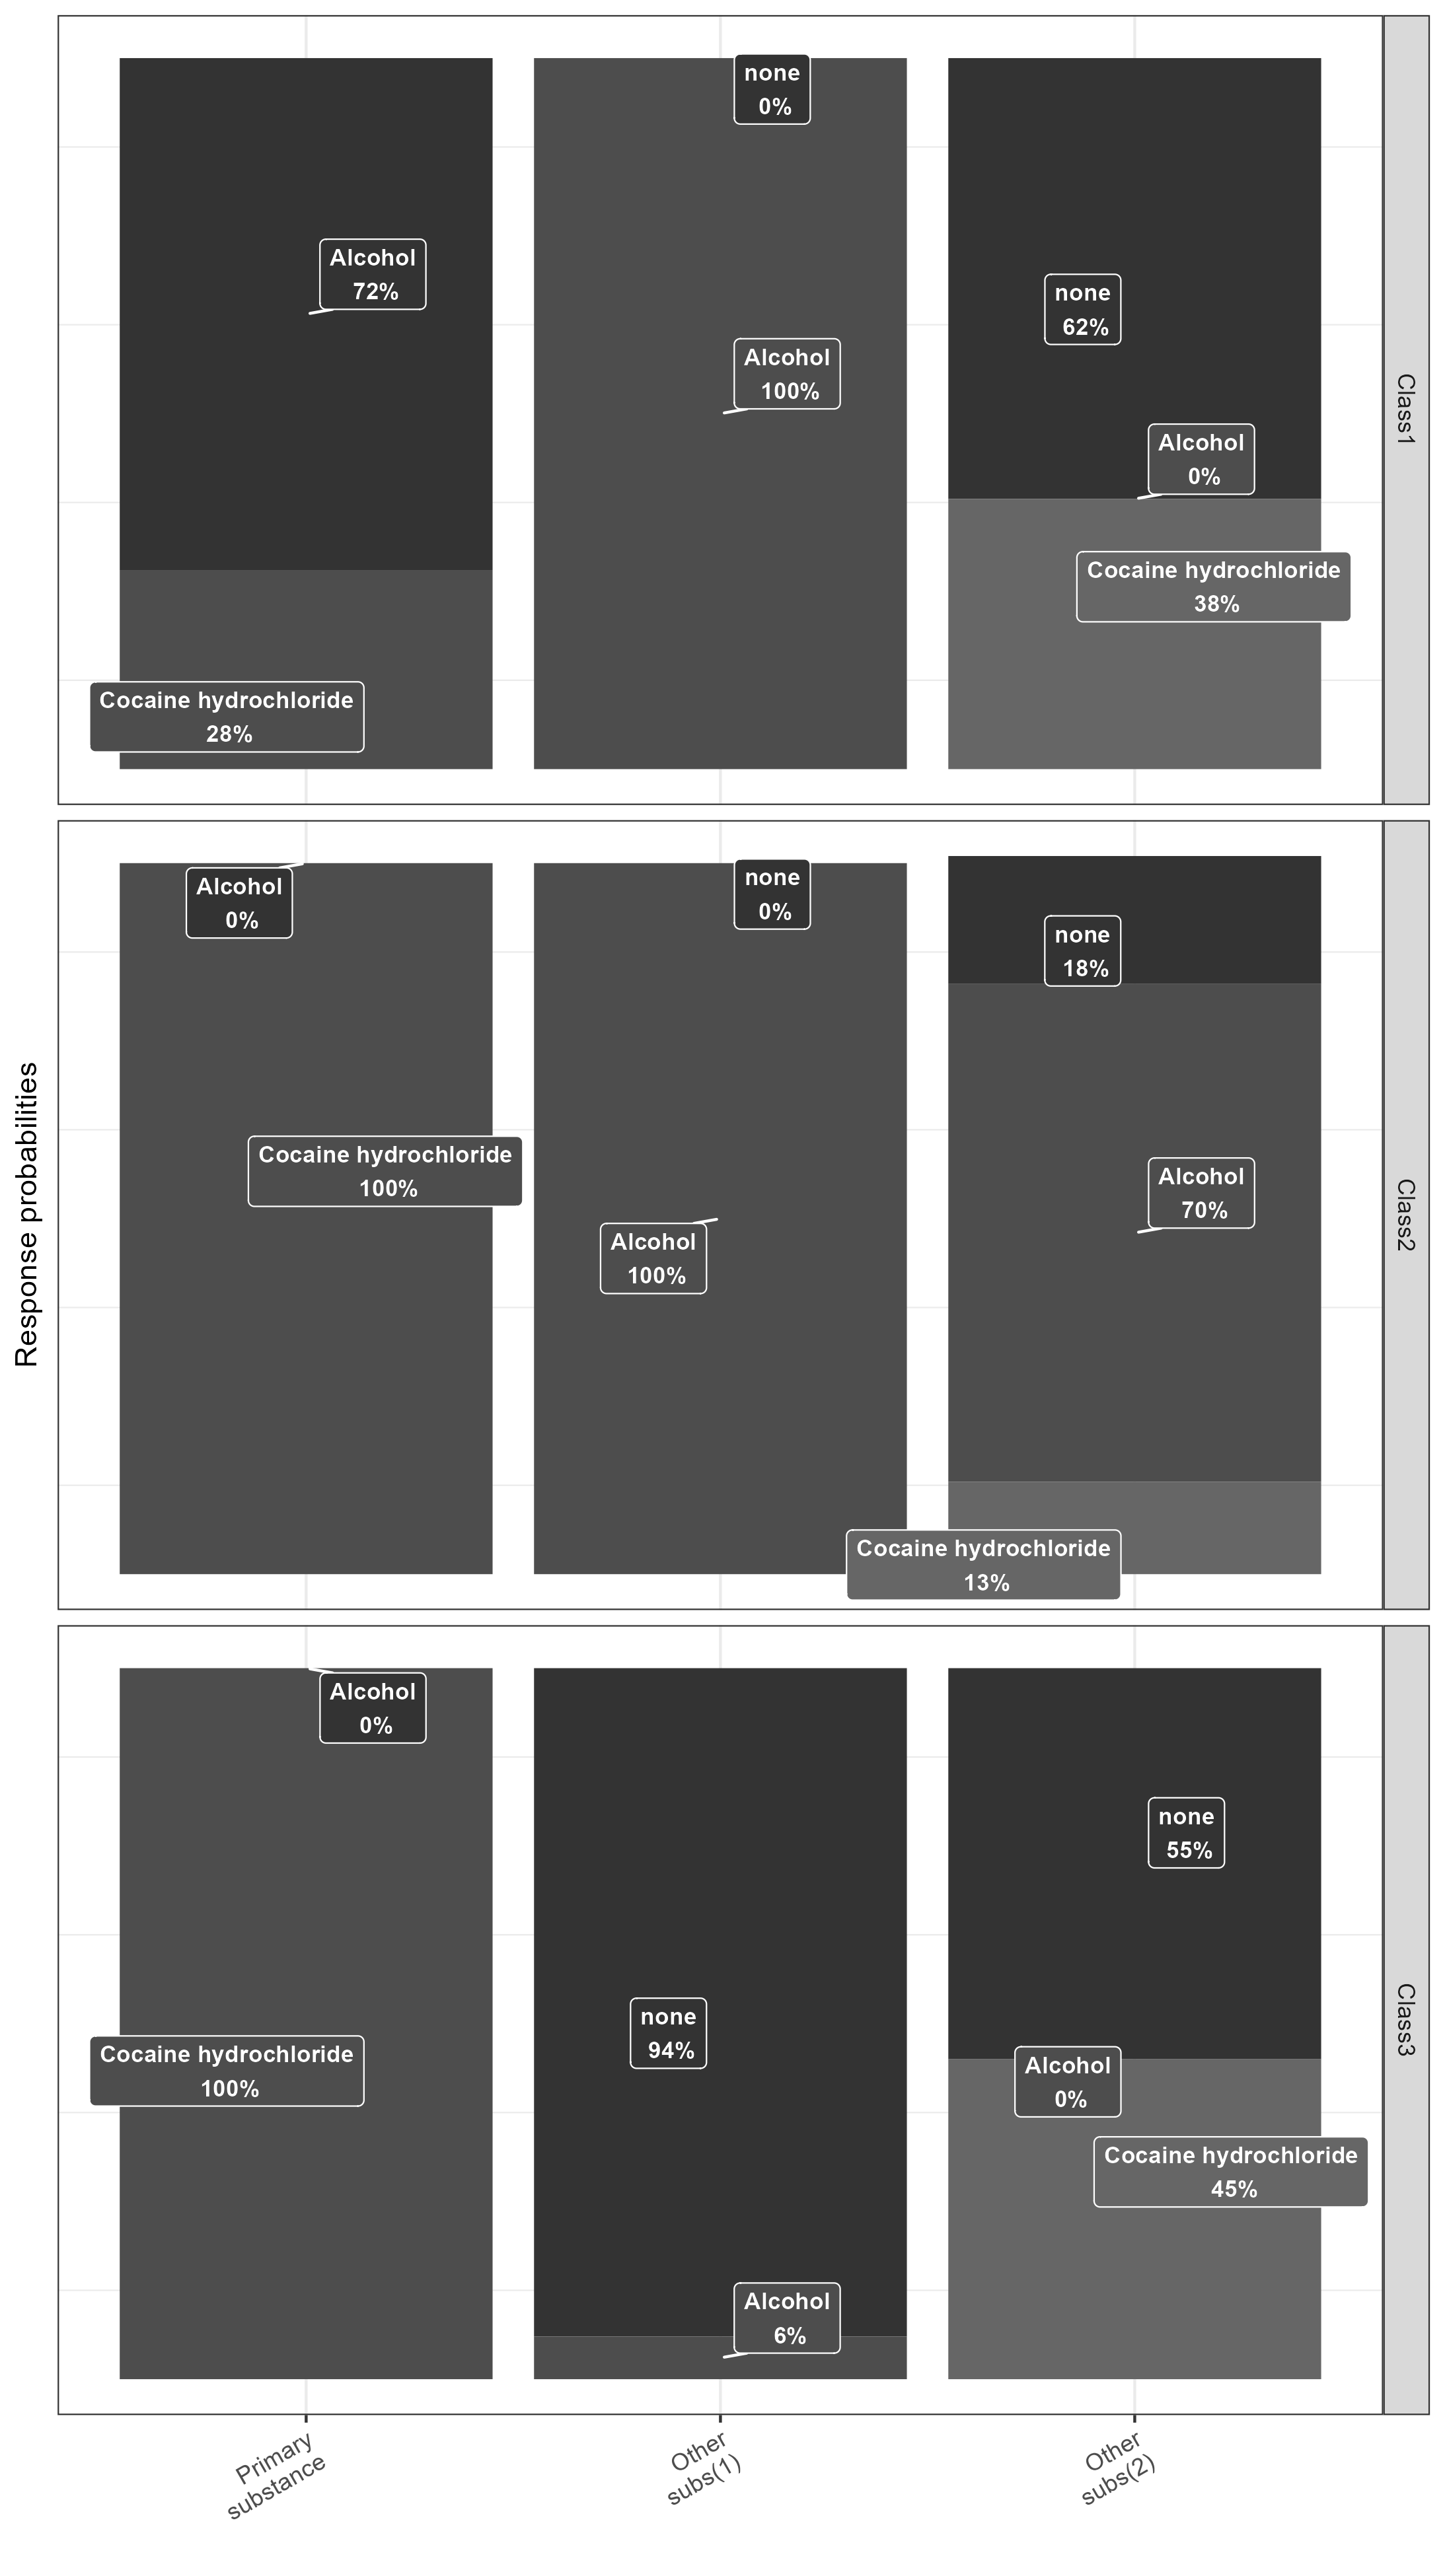 none
0%
Alcohol
72%
none
62%
Alcohol
100%
Alcohol
0%
Cocaine hydrochloride
38%
Cocaine hydrochloride
28%
Class1
Alcohol
0%
none
0%
none
18%
Cocaine hydrochloride
100%
Alcohol
70%
Alcohol
100%
Cocaine hydrochloride
13%
Class2
Response probabilities
Alcohol
0%
none
55%
none
94%
Cocaine hydrochloride
100%
Alcohol
0%
Cocaine hydrochloride
45%
Alcohol
6%
Class3
Primary
substance
Other
subs(1)
Other
subs(2)